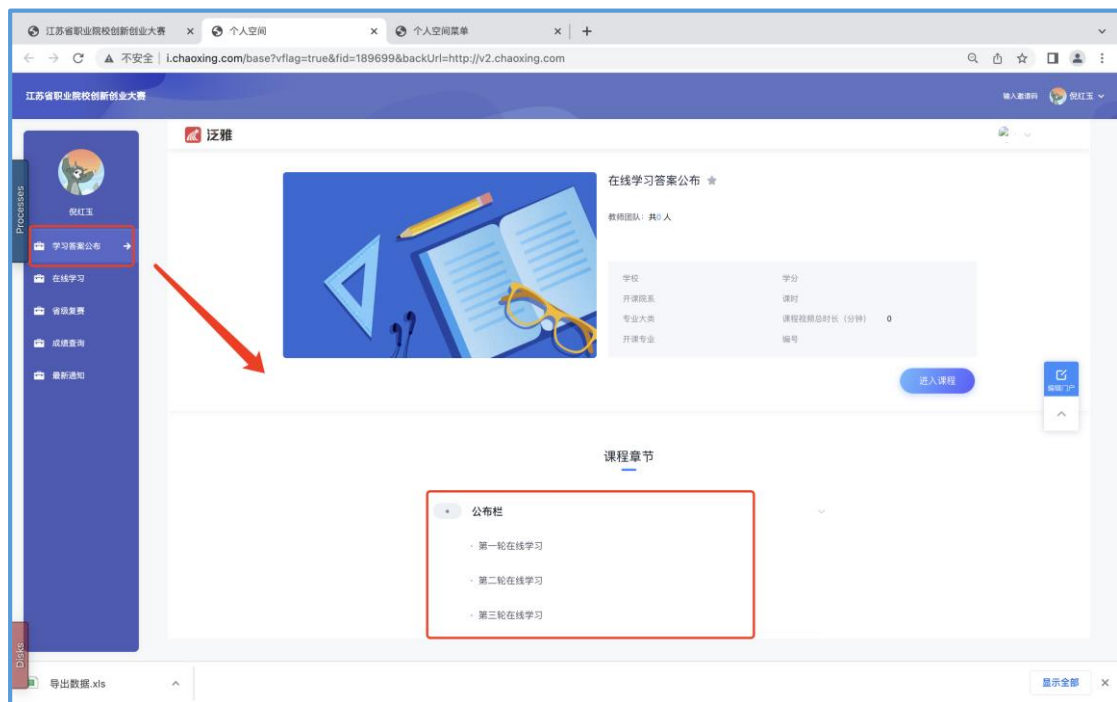 江苏省职业院校创新创业大赛
个人空间
个人空间菜单
不安全
i.chaoxing.com/base?vflag=true&fid=189699&backUrl=http://v2.chaoxing.com
江苏省职业院校创新创业大赛
输入邀请码
倪红玉
Processes
倪红玉
学习答案公布
在线学习
省级复赛
成绩查询
最新通知
泛雅
在线学习答案公布
教师团队：共0 人
学校
学分
开课院系
课时
专业大类
课程视频总时长（分钟） 0
开课专业
编号
进入课程
编辑门户
课程章节
公布栏
· 第一轮在线学习
· 第二轮在线学习
· 第三轮在线学习
Disks
导出数据.xls
显示全部